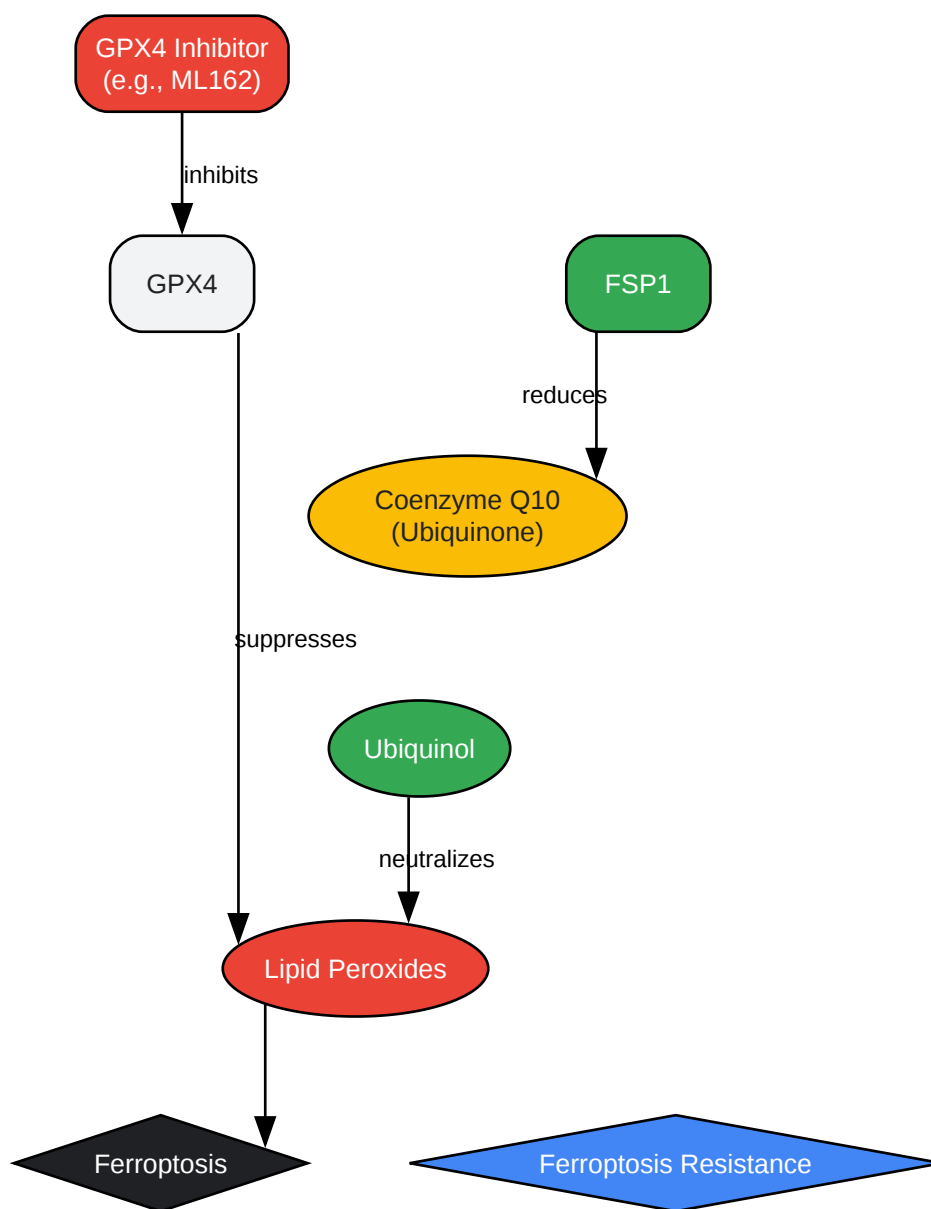 GPX4 Inhibitor
(e.g., ML162)
inhibits
GPX4
FSP1
reduces
Coenzyme Q10
(Ubiquinone)
suppresses
Ubiquinol
neutralizes
Lipid Peroxides
Ferroptosis
Ferroptosis Resistance